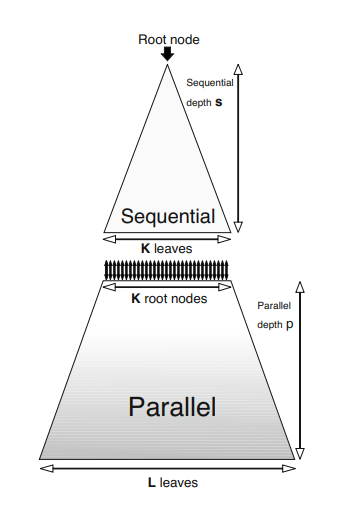 Root node
Sequential
depth s
Sequential
K leaves
K root nodes
Parallel
depth p
Parallel
L leaves